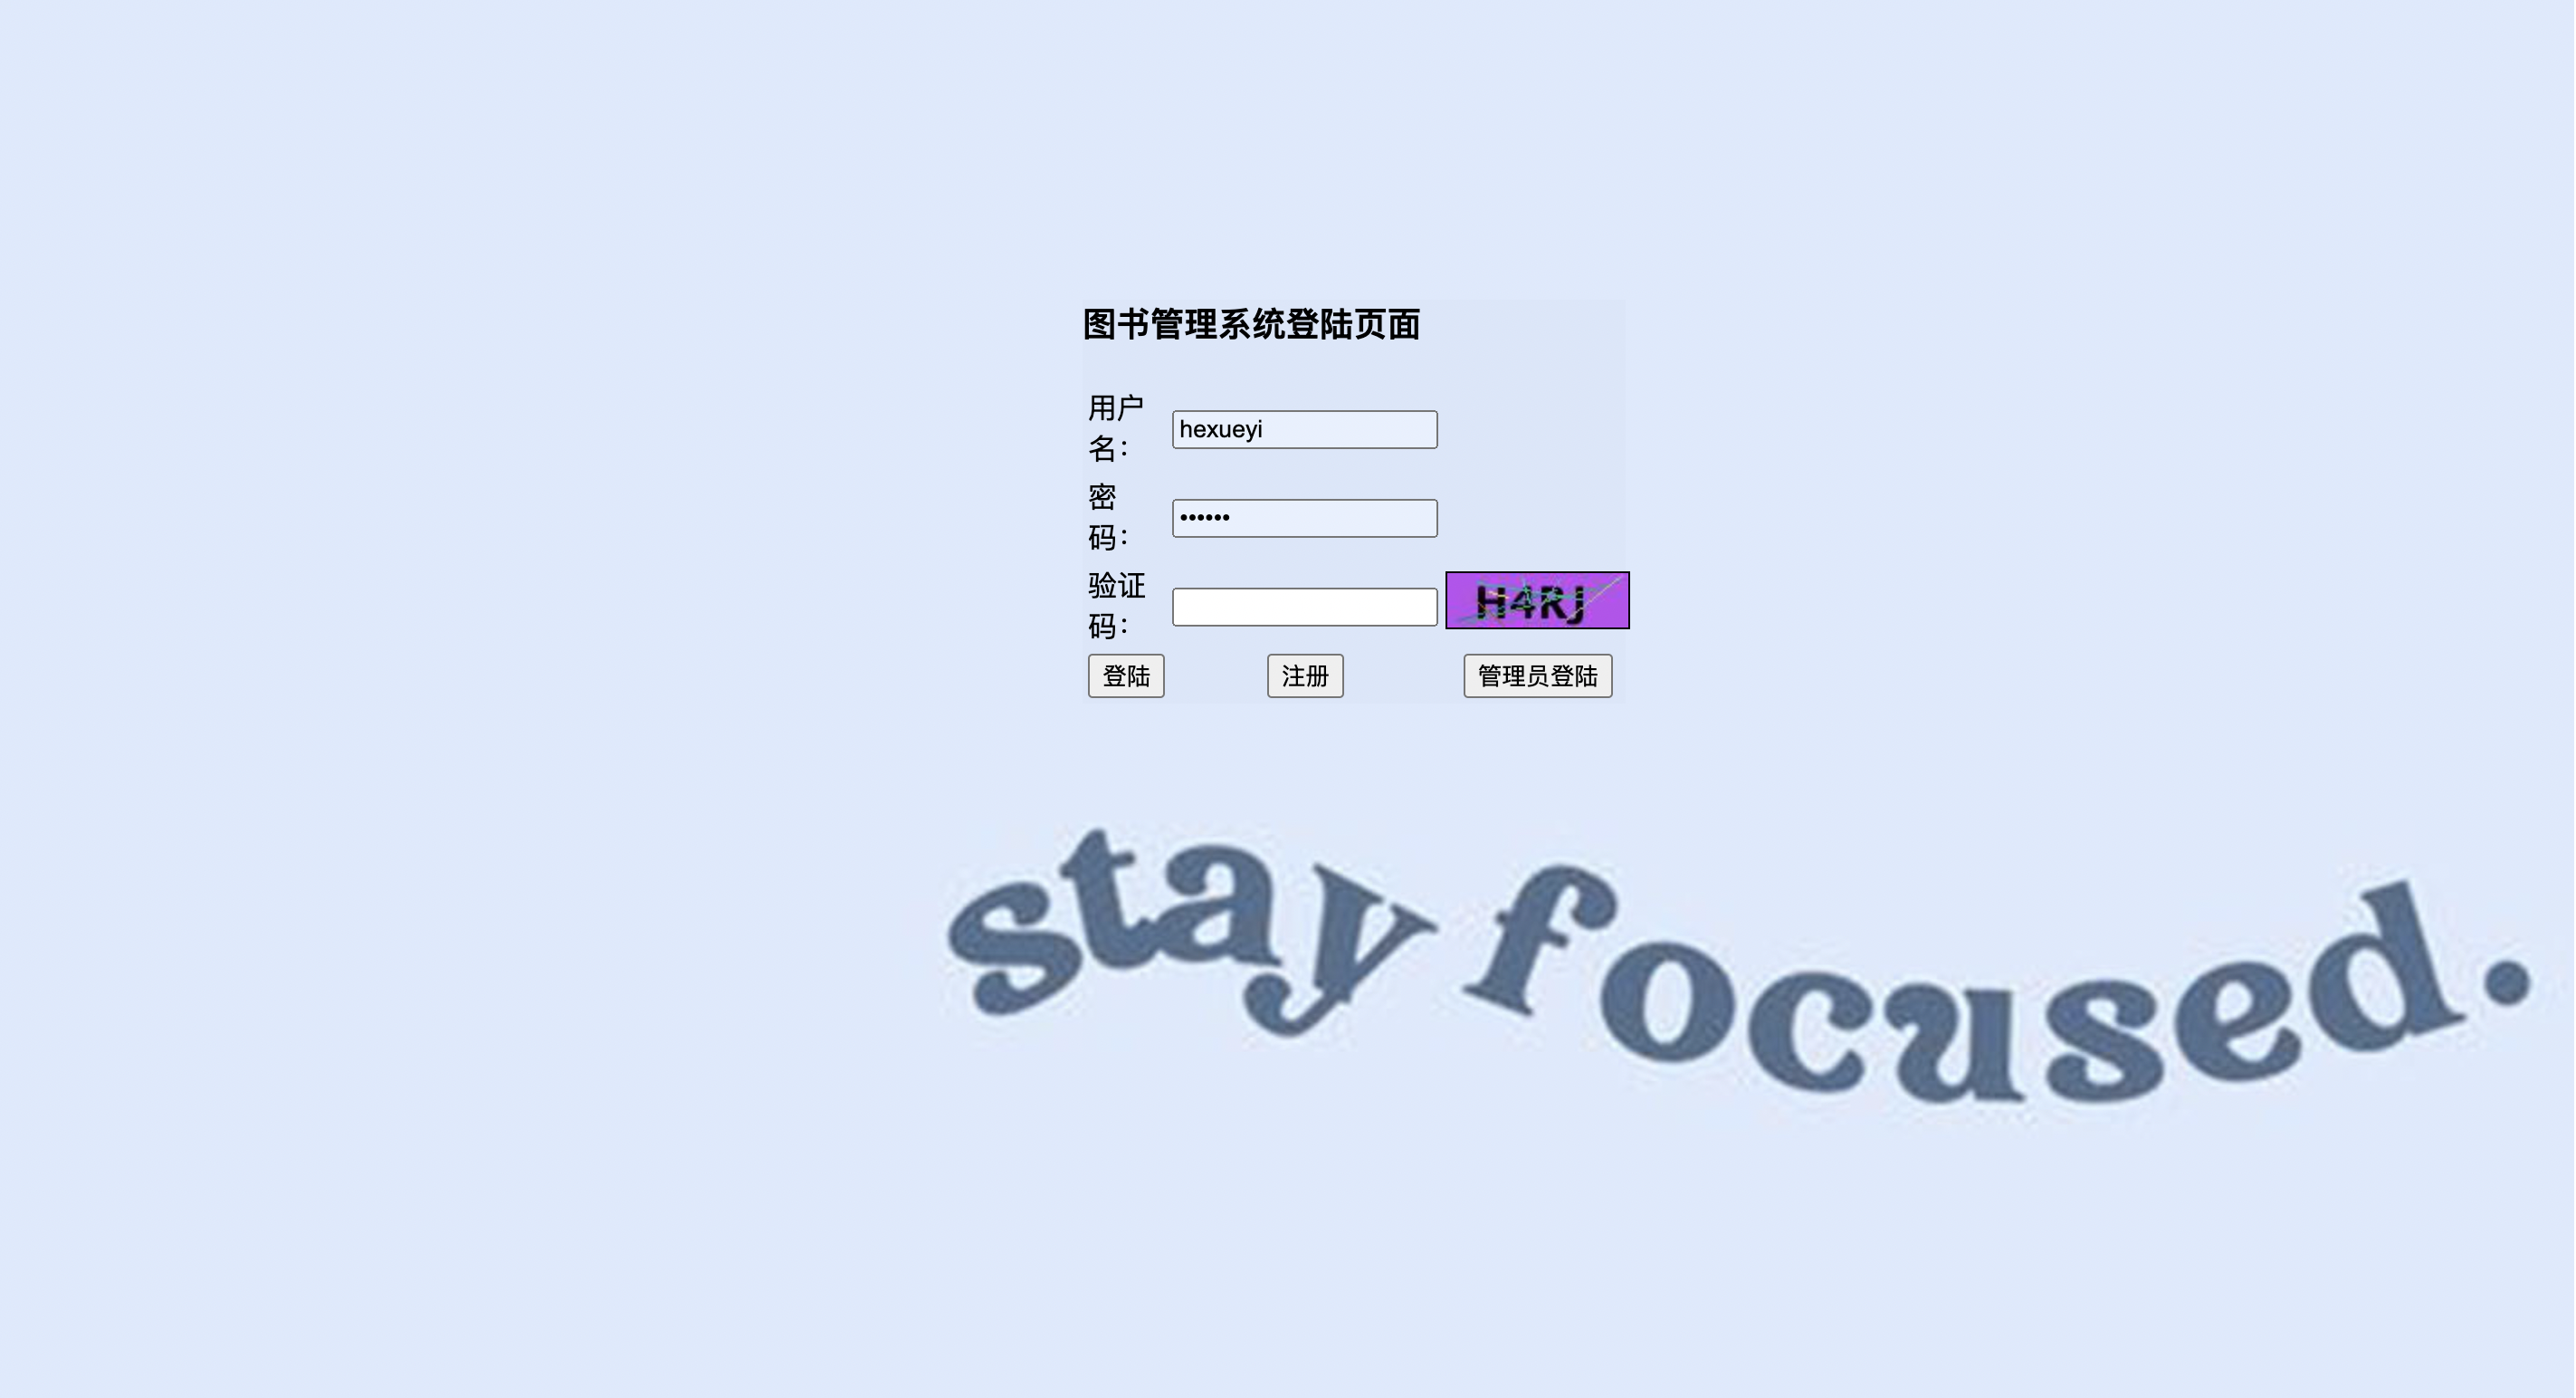 图书管理系统登陆页面
用户
名：
hexueyi
密
码：
••••••
验证
码：
H4RJ
登陆
注册
管理员登陆
stay focused.